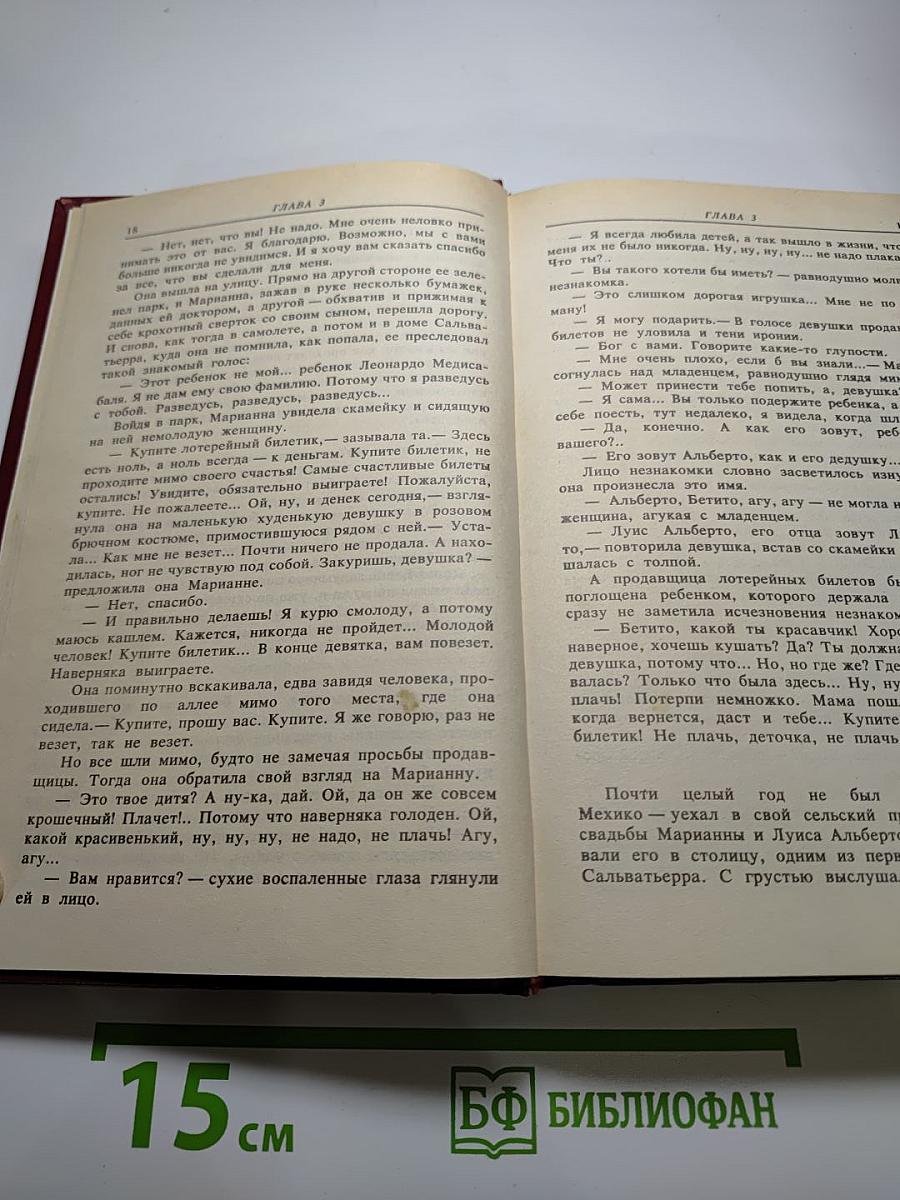 18
ГЛАВА 3
— Нет, нет, что вы! Не надо. Мне очень неловко при-
нимать это от вас. Я благодарю. Возможно, мы с вами
больше никогда не увидимся. И я хочу вам сказать спасибо
за все, что вы сделали для меня.
Она вышла на улицу. Прямо на другой стороне ее зеле-
нел парк, и Марианна, зажав в руке несколько бумажек,
данных ей доктором, а другой — обхватив и прижимая к
себе крохотный сверток со своим сыном, перешла дорогу.
И снова, как тогда в самолете, а потом и в доме Сальва-
тьерра, куда она не помнила, как попала, ее преследовал
такой знакомый голос:
— Этот ребенок не мой... ребенок Леонардо Медиса-
баля. Я не дам ему свою фамилию. Потому что я разведусь
с тобой. Разведусь, разведусь, разведусь...
Войдя в парк, Марианна увидела скамейку и сидящую
на ней немолодую женщину.
— Купите лотерейный билетик,— зазывала та.— Здесь
есть ноль, а ноль всегда — к деньгам. Купите билетик, не
проходите мимо своего счастья! Самые счастливые билеты
остались! Увидите, обязательно выиграете! Пожалуйста,
купите. Не пожалеете... Ой, ну, и денек сегодня,— взгля-
нула она на маленькую худенькую девушку в розовом
брючном костюме, примостившуюся рядом с ней.— Уста-
ла... Как мне не везет... Почти ничего не продала. А нахо-
дилась, ног не чувствую под собой. Закуришь, девушка? —
предложила она Марианне.
— Нет, спасибо.
— И правильно делаешь! Я курю смолоду, а потому
маюсь кашлем. Кажется, никогда не пройдет... Молодой
человек! Купите билетик... В конце девятка, вам повезет.
Наверняка выиграете.
Она поминутно вскакивала, едва завидя человека, про-
ходившего по аллее мимо того места, где она
сидела.— Купите, прошу вас. Купите. Я же говорю, раз не
везет, так не везет.
Но все шли мимо, будто не замечая просьбы продав-
щицы. Тогда она обратила свой взгляд на Марианну.
— Это твое дитя? А ну-ка, дай. Ой, да он же совсем
крошечный! Плачет!.. Потому что наверняка голоден. Ой,
какой красивенький, ну, ну, ну, не надо, не плачь! Агу,
агу...
— Вам нравится? — сухие воспаленные глаза глянули
ей в лицо.
ГЛАВА 3
— Я всегда любила детей, а так вышло в жизни, что
меня их не было никогда. Ну, ну, ну, ну... не надо плака
Что ты?..
— Вы такого хотели бы иметь? — равнодушно молв
незнакомка.
— Это слишком дорогая игрушка... Мне не по
ману!
— Я могу подарить.— В голосе девушки продав
билетов не уловила и тени иронии.
— Бог с вами. Говорите какие-то глупости.
— Мне очень плохо, если б вы знали...— Ма
согнулась над младенцем, равнодушно глядя мим
— Может принести тебе попить, а, девушка?
— Я сама... Вы только подержите ребенка, а
себе поесть, тут недалеко, я видела, когда шл
— Да, конечно. А как его зовут, реб
вашего?..
— Его зовут Альберто, как и его дедушку...
Лицо незнакомки словно засветилось изну
она произнесла это имя.
— Альберто, Бетито, агу, агу — не могла н
женщина, агукая с младенцем.
— Луис Альберто, его отца зовут Л
то,— повторила девушка, встав со скамейки
шалась с толпой.
А продавщица лотерейных билетов бы
поглощена ребенком, которого держала
сразу не заметила исчезновения незнаком
— Бетито, какой ты красавчик! Хоро
наверное, хочешь кушать? Да? Ты должна
девушка, потому что... Но, но где же? Где
валась? Только что была здесь... Ну, ну
плачь! Потерпи немножко. Мама пош
когда вернется, даст и тебе... Купите
билетик! Не плачь, деточка, не плачь
Почти целый год не был
Мехико — уехал в свой сельский пр
свадьбы Марианны и Луиса Альберто
вали его в столицу, одним из перв
Сальватьерра. С грустью выслуша
15 см
БФ БИБЛИОФАН